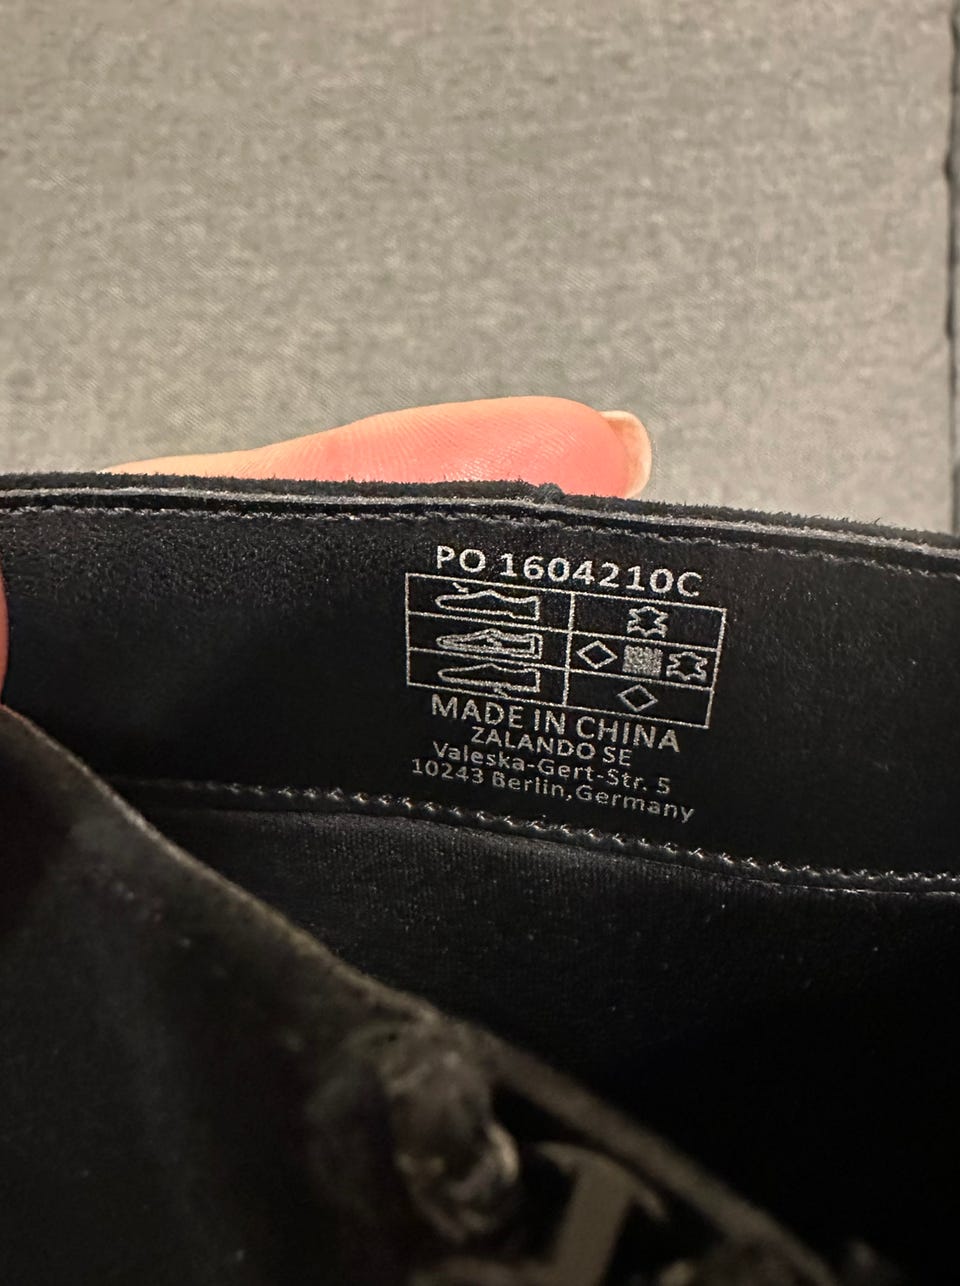 PO 1604210C
MADE IN CHINA
ZALANDO SE
Valeska-Gert-Str. 5
10243 Berlin,Germany